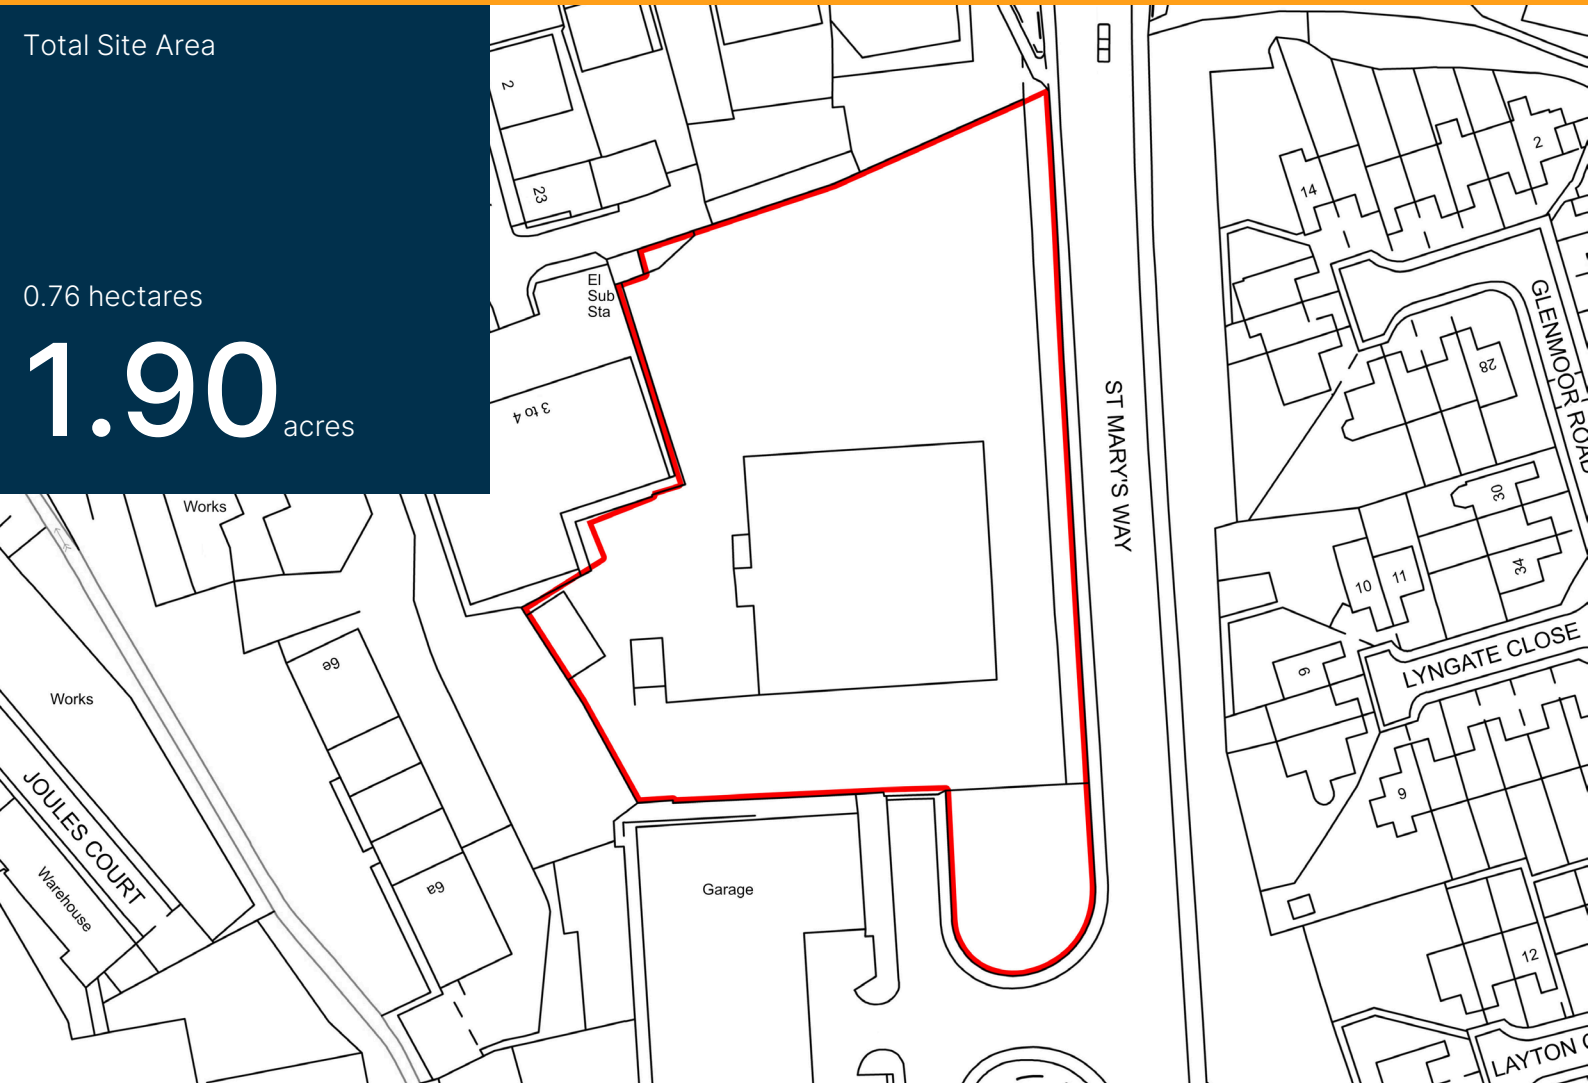 Total Site Area
0.76 hectares
1.90 acres
2
23
El
Sub
Sta
3 to 4
Works
Works
6e
6a
JOULES COURT
Warehouse
Garage
ST MARY'S WAY
14
2
GLENMOOR ROAD
28
30
34
10
11
LYNGATE CLOSE
9
9
12
LAYTON